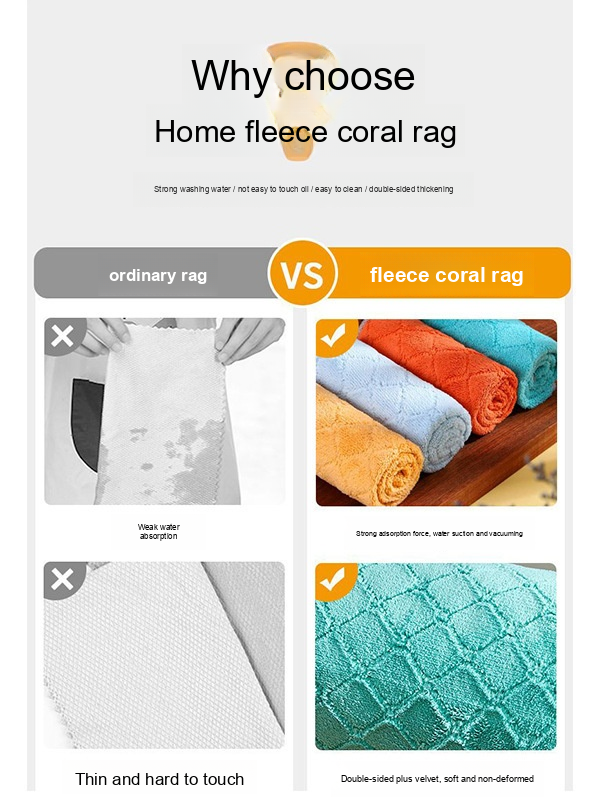 Why choose
Home fleece coral rag
Strong washing water / not easy to touch oil / easy to clean / double-sided thickening
ordinary rag
VS
fleece coral rag
Weak water
absorption
Strong adsorption force, water suction and vacuuming
Thin and hard to touch
Double-sided plus velvet, soft and non-deformed